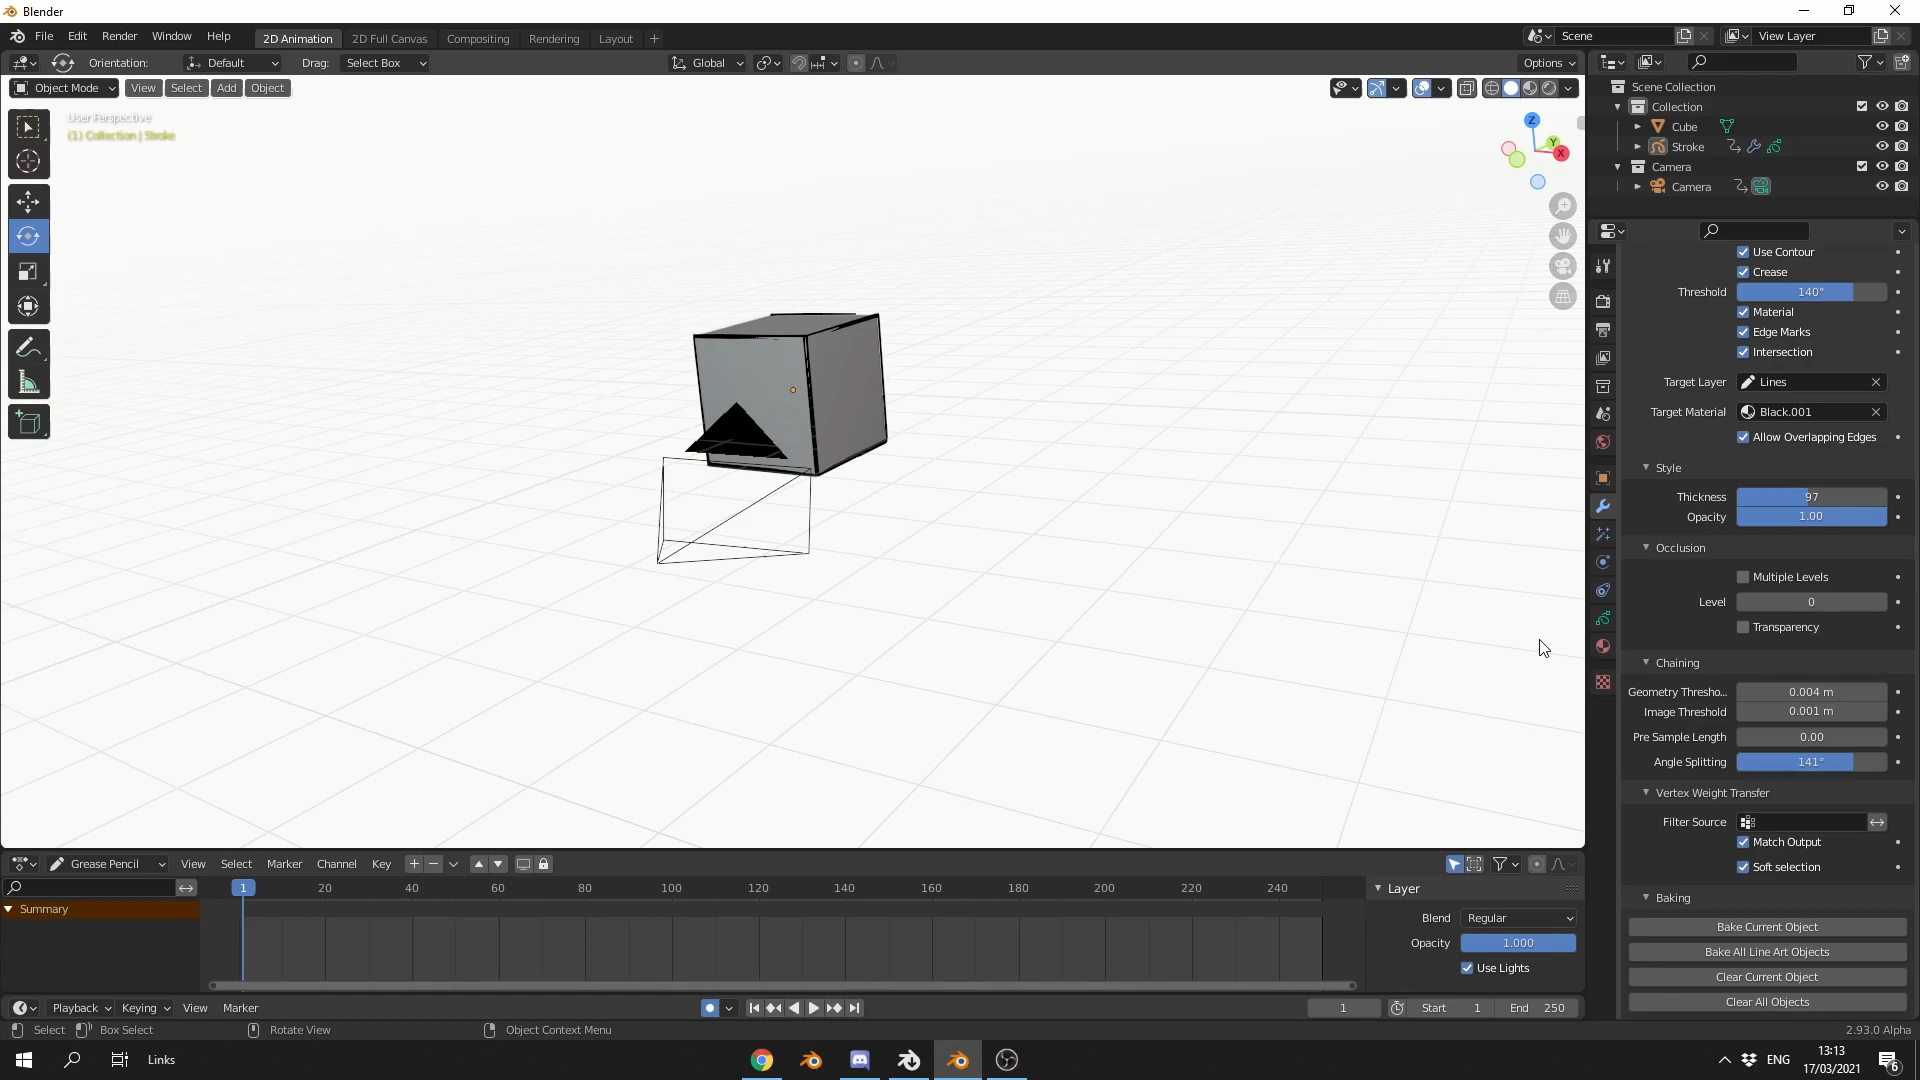 Blender
File Edit Render Window Help
2D Animation 2D Full Canvas Compositing Rendering Layout +
Scene
View Layer
Orientation: Default Drag: Select Box
Global
Options
Object Mode View Select Add Object
User Perspective
(1) Collection | Stroke
Z
Y
X
Scene Collection
Collection
Cube
Stroke
Camera
Camera
Use Contour
Crease
Threshold 140°
Material
Edge Marks
Intersection
Target Layer Lines
Target Material Black.001
Allow Overlapping Edges
Style
Thickness 97
Opacity 1.00
Occlusion
Multiple Levels
Level 0
Transparency
Chaining
Geometry Thresho... 0.004 m
Image Threshold 0.001 m
Pre Sample Length 0.00
Angle Splitting 141°
Vertex Weight Transfer
Filter Source
Match Output
Soft selection
Baking
Bake Current Object
Bake All Line Art Objects
Clear Current Object
Clear All Objects
Grease Pencil View Select Marker Channel Key
1 20 40 60 80 100 120 140 160 180 200 220 240
Summary
Layer
Blend Regular
Opacity 1.000
Use Lights
Playback Keying View Marker
1 Start 1 End 250
Select Box Select Rotate View Object Context Menu
2.93.0 Alpha
Links
ENG
13:13
17/03/2021
6